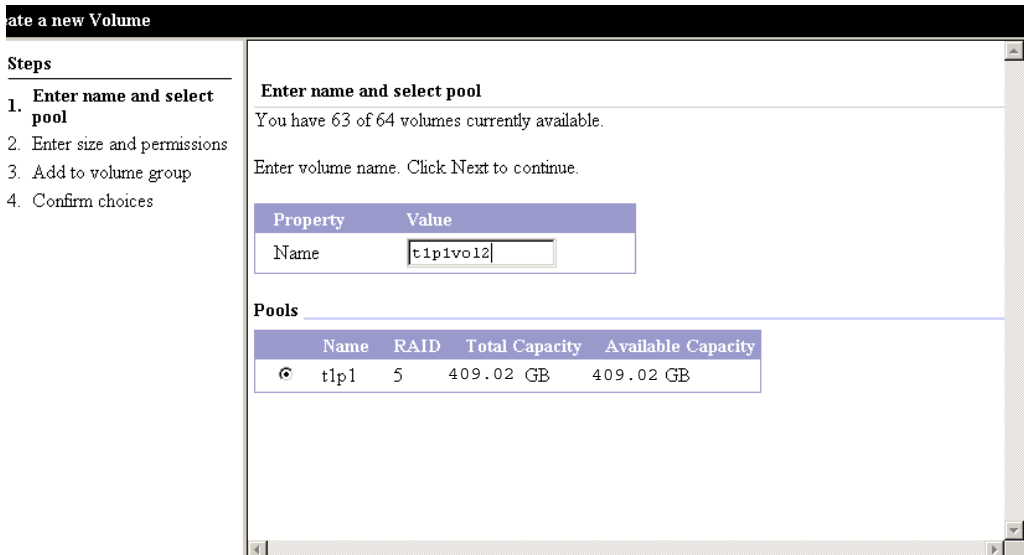 ate a new Volume
Steps
1. Enter name and select
pool
2. Enter size and permissions
3. Add to volume group
4. Confirm choices
Enter name and select pool
You have 63 of 64 volumes currently available.
Enter volume name. Click Next to continue.
Property Value
Name t1p1vol2
Pools
Name RAID Total Capacity Available Capacity
t1p1 5 409.02 GB 409.02 GB